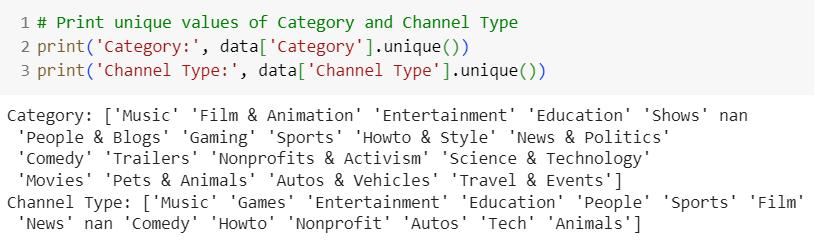 1 # Print unique values of Category and Channel Type
2 print('Category:', data['Category'].unique())
3 print('Channel Type:', data['Channel Type'].unique())
Category: ['Music' 'Film & Animation' 'Entertainment' 'Education' 'Shows' nan
 'People & Blogs' 'Gaming' 'Sports' 'Howto & Style' 'News & Politics'
 'Comedy' 'Trailers' 'Nonprofits & Activism' 'Science & Technology'
 'Movies' 'Pets & Animals' 'Autos & Vehicles' 'Travel & Events']
Channel Type: ['Music' 'Games' 'Entertainment' 'Education' 'People' 'Sports' 'Film'
 'News' nan 'Comedy' 'Howto' 'Nonprofit' 'Autos' 'Tech' 'Animals']